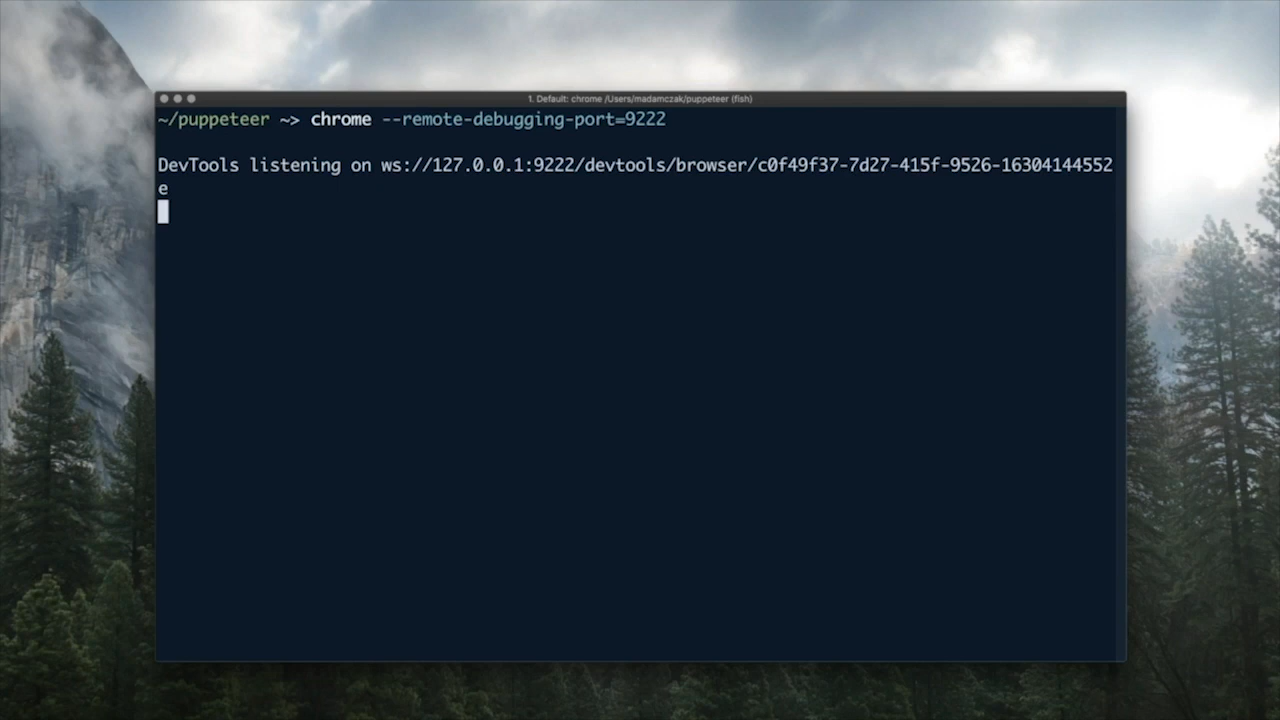 1. Default: chrome /Users/madamczak/puppeteer (fish)
~/puppeteer ~> chrome --remote-debugging-port=9222
DevTools listening on ws://127.0.0.1:9222/devtools/browser/c0f49f37-7d27-415f-9526-16304144552
e